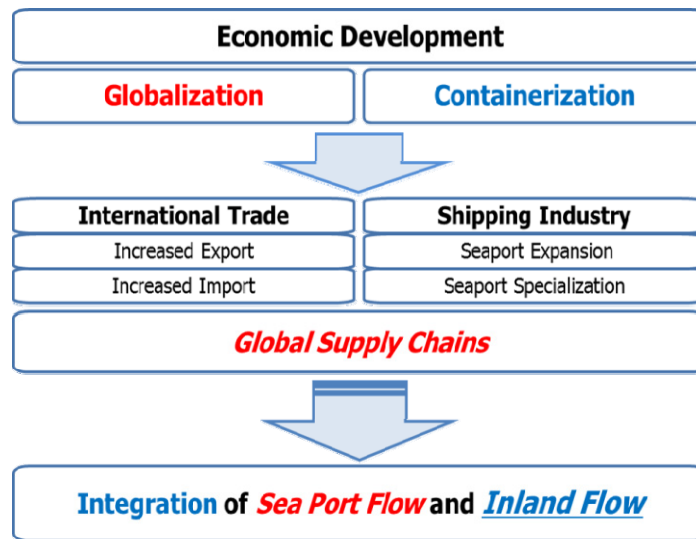 Economic Development
Globalization Containerization
International Trade Shipping Industry
Increased Export Seaport Expansion
Increased Import Seaport Specialization
Global Supply Chains
Integration of Sea Port Flow and Inland Flow